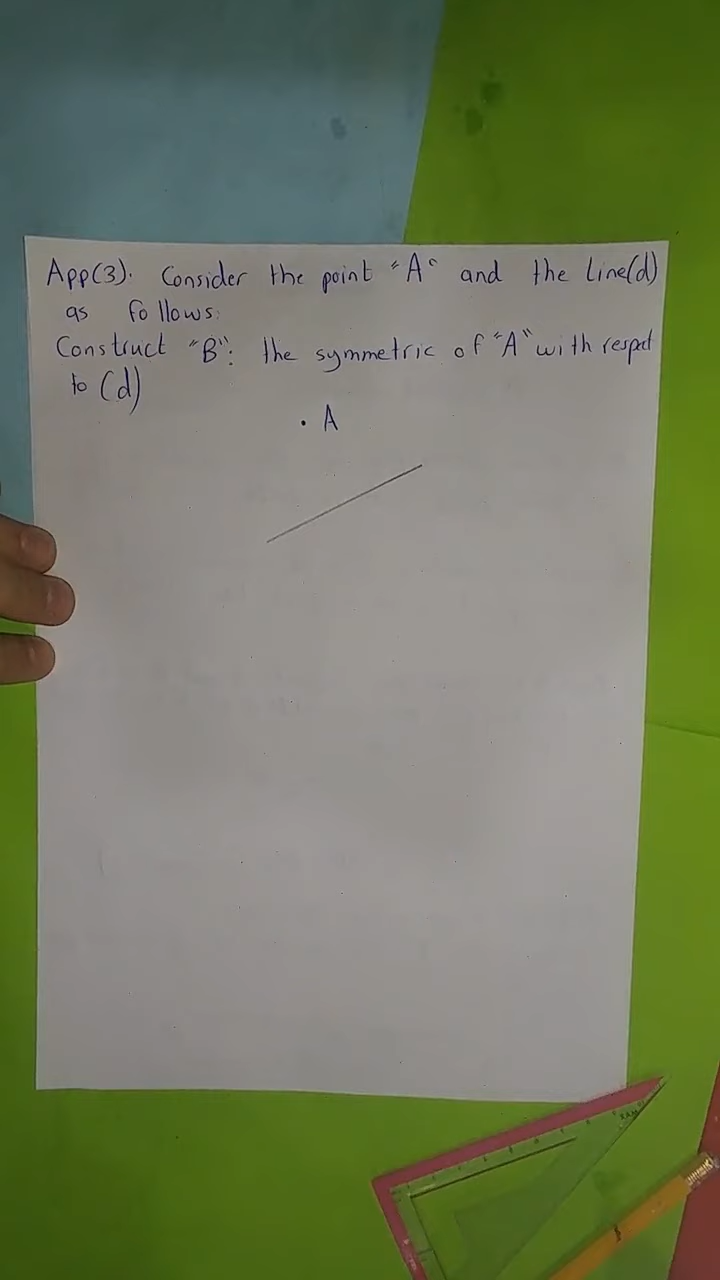 App(3). Consider the point "A" and the line(d)
as follows:
Construct "B": the symmetric of "A" with respect
to (d)
. A